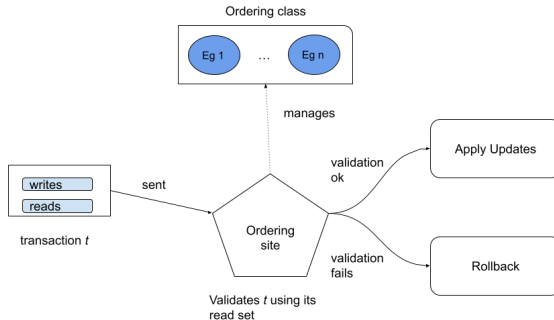 Ordering class
Eg 1
...
Eg n
manages
writes
reads
transaction t
sent
Ordering
site
Validates t using its
read set
validation
ok
validation
fails
Apply Updates
Rollback